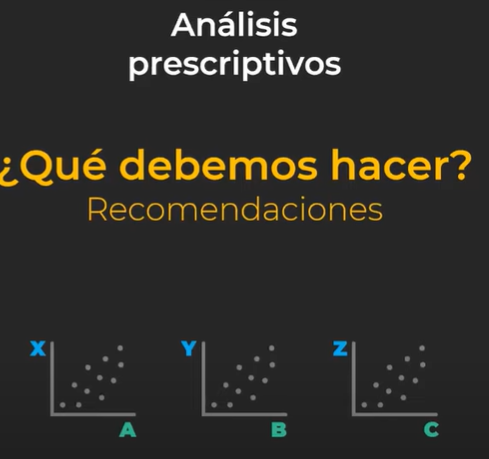 Análisis
prescriptivos
¿Qué debemos hacer?
Recomendaciones
X Y Z
A B C